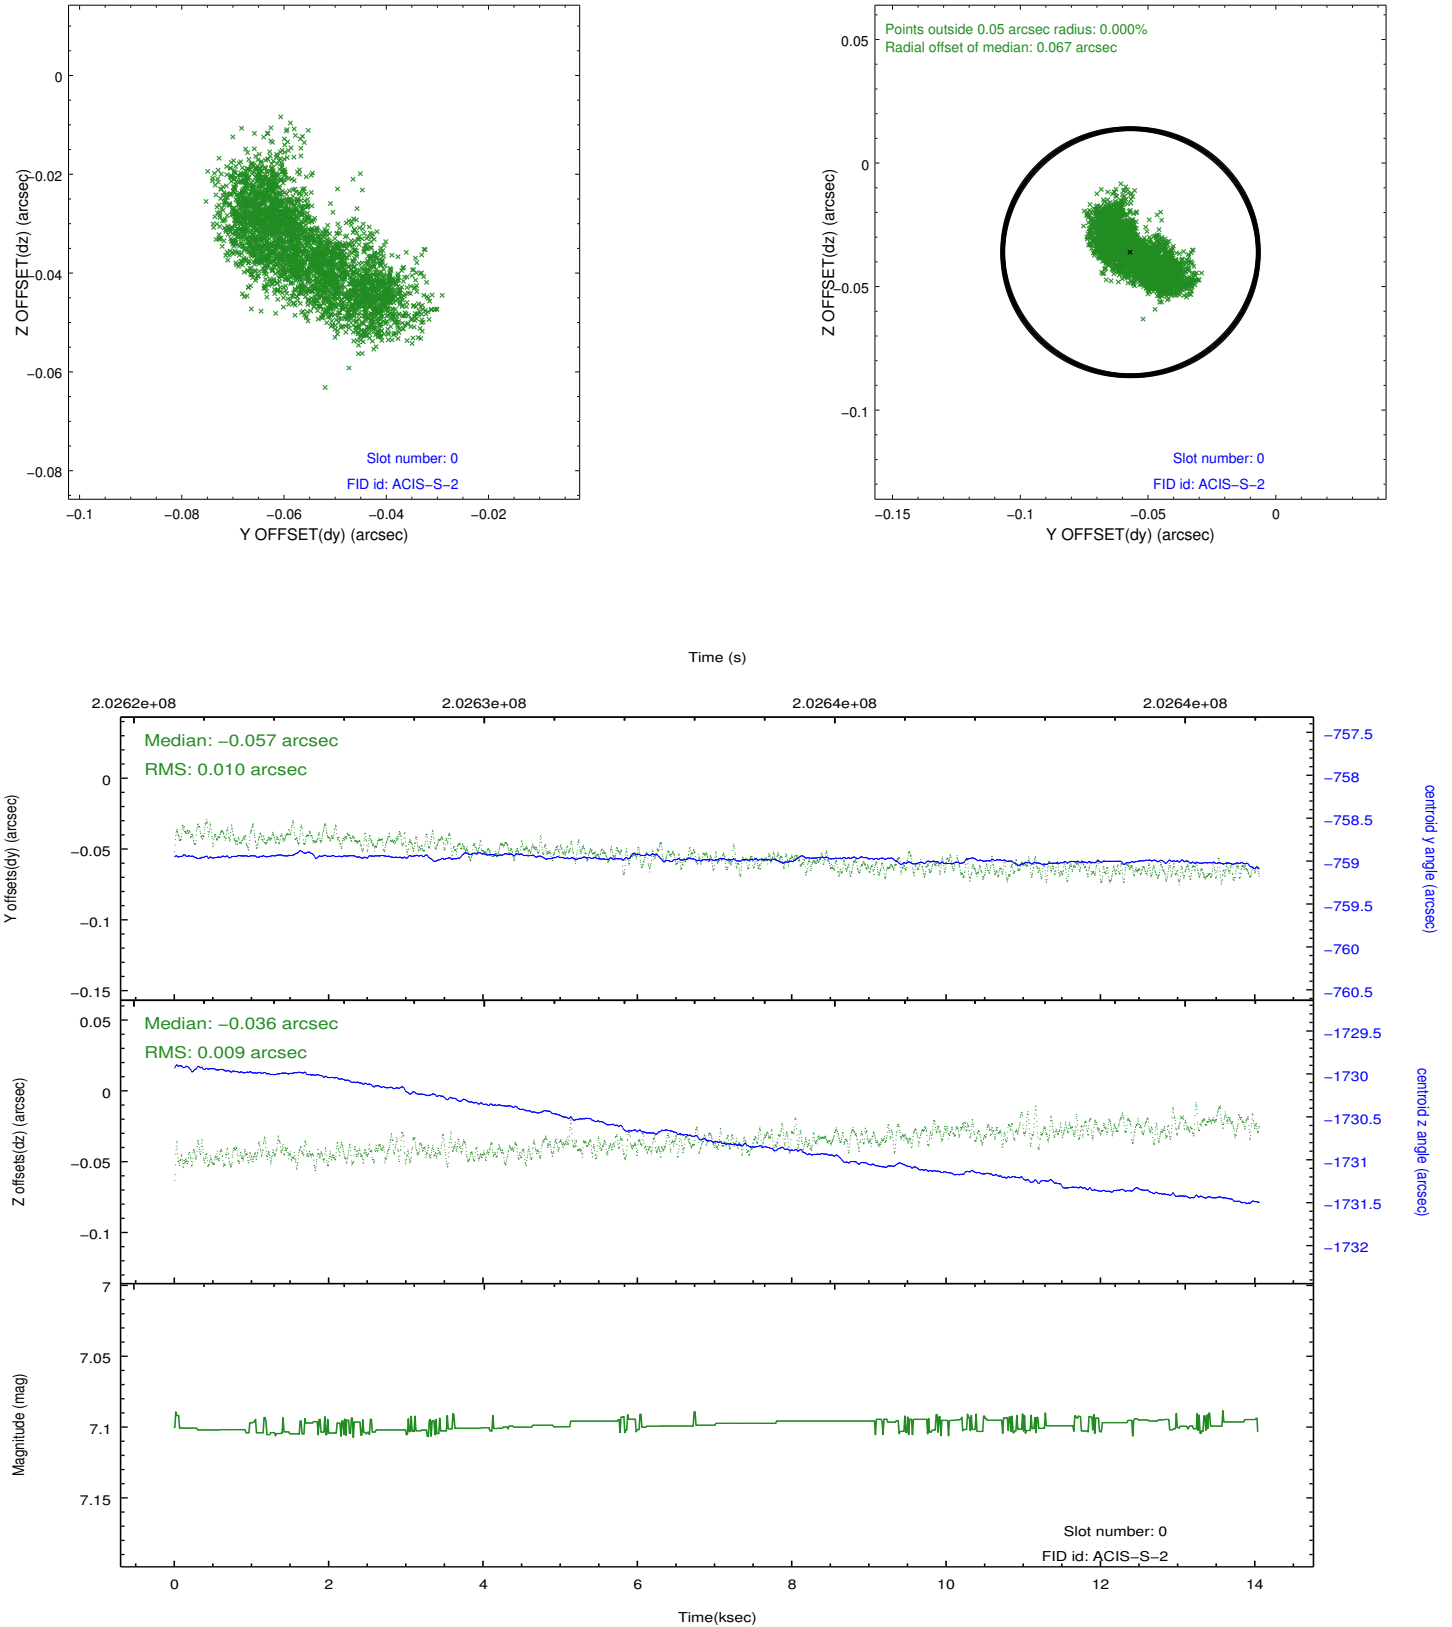 0
−0.02
−0.04
−0.06
−0.08
Z OFFSET(dz) (arcsec)
Slot number: 0
FID id: ACIS−S−2
−0.1
−0.08
−0.06
−0.04
−0.02
Y OFFSET(dy) (arcsec)
Points outside 0.05 arcsec radius: 0.000%
Radial offset of median: 0.067 arcsec
0.05
0
−0.05
−0.1
Z OFFSET(dz) (arcsec)
Slot number: 0
FID id: ACIS−S−2
−0.15
−0.1
−0.05
0
Y OFFSET(dy) (arcsec)
Time (s)
2.0262e+08
2.0263e+08
2.0264e+08
2.0264e+08
Median: −0.057 arcsec
RMS: 0.010 arcsec
0
−0.05
−0.1
−0.15
Y offsets(dy) (arcsec)
−757.5
−758
−758.5
−759
−759.5
−760
−760.5
centroid y angle (arcsec)
Median: −0.036 arcsec
RMS: 0.009 arcsec
0.05
0
−0.05
−0.1
Z offsets(dz) (arcsec)
−1729.5
−1730
−1730.5
−1731
−1731.5
−1732
centroid z angle (arcsec)
7
7.05
7.1
7.15
Magnitude (mag)
Slot number: 0
FID id: ACIS−S−2
0
2
4
6
8
10
12
14
Time(ksec)